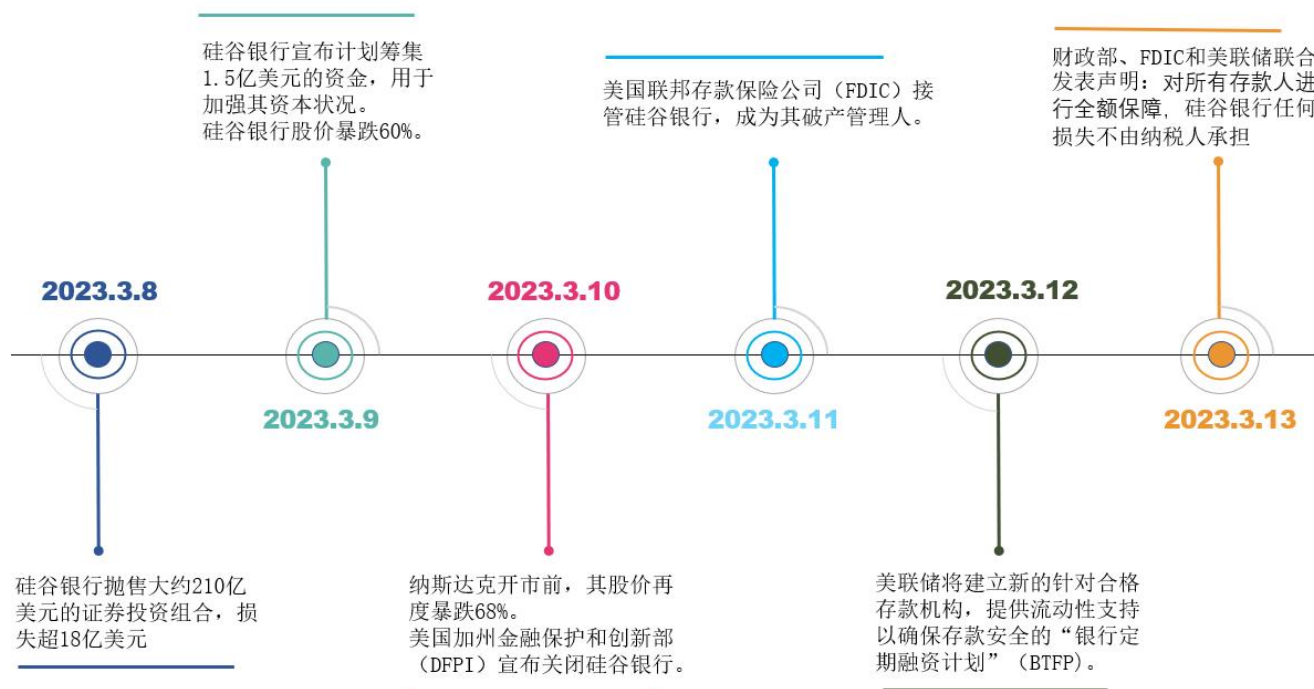 硅谷银行宣布计划筹集
1.5亿美元的资金，用于
加强其资本状况。
硅谷银行股价暴跌60%。
美国联邦存款保险公司（FDIC）接
管硅谷银行，成为其破产管理人。
财政部、FDIC和美联储联合
发表声明：对所有存款人进
行全额保障，硅谷银行任何
损失不由纳税人承担
2023.3.8
2023.3.10
2023.3.12
2023.3.9
2023.3.11
2023.3.13
硅谷银行抛售大约210亿
美元的证券投资组合，损
失超18亿美元
纳斯达克开市前，其股价再
度暴跌68%。
美国加州金融保护和创新部
（DFPI）宣布关闭硅谷银行。
美联储将建立新的针对合格
存款机构，提供流动性支持
以确保存款安全的“银行定
期融资计划”（BTFP）。